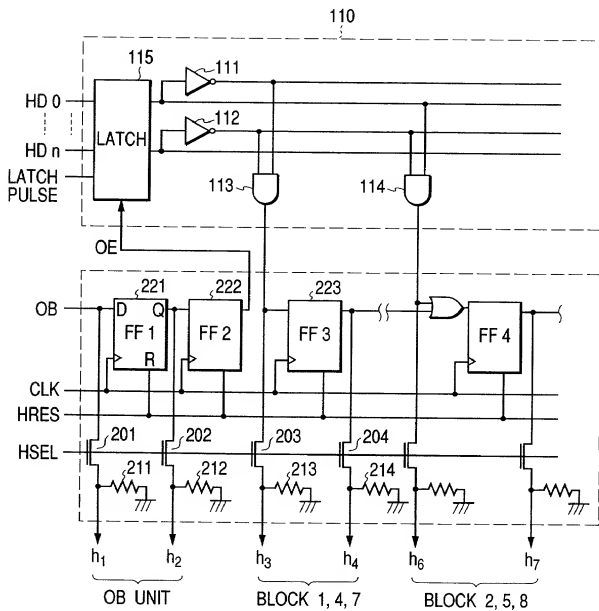 110
115
111
HD 0
112
LATCH
HD n
LATCH
PULSE
113
114
OE
221
222
223
OB
D
Q
FF 1
FF 2
FF 3
FF 4
R
CLK
HRES
HSEL
201
202
203
204
211
212
213
214
h1
h2
h3
h4
h6
h7
OB UNIT
BLOCK 1, 4, 7
BLOCK 2, 5, 8